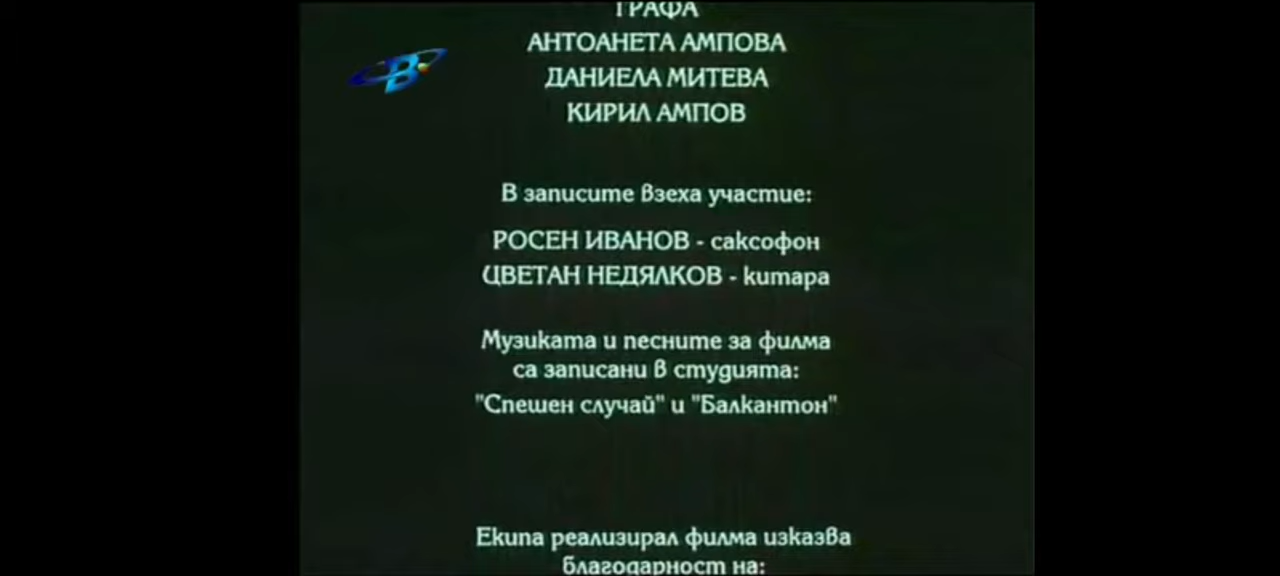 ГРАФА
АНТОАНЕТА АМПОВА
ДАНИЕЛА МИТЕВА
КИРИЛ АМПОВ
В записите взеха участие:
РОСЕН ИВАНОВ - саксофон
ЦВЕТАН НЕДЯЛКОВ - китара
Музиката и песните за филма
са записани в студията:
"Спешен случай" и "Балкантон"
Екипа реализирал филма изказва
благодарност на: